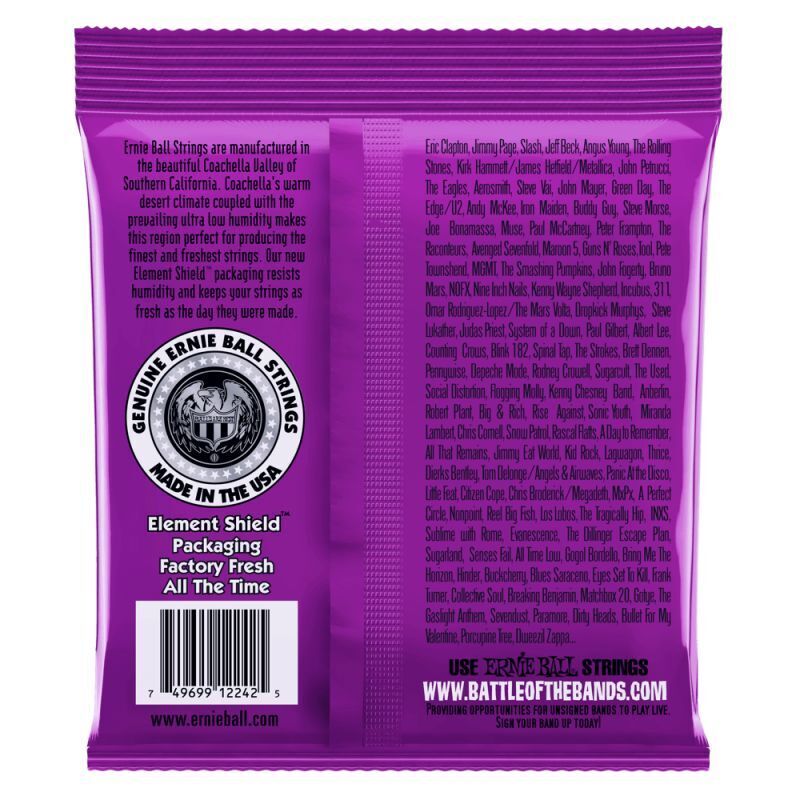 Ernie Ball Strings are manufactured in
the beautiful Coachella Valley of
Southern California. Coachella's warm
desert climate coupled with the
prevailing ultra low humidity makes
this region perfect for producing the
finest and freshest strings. Our new
Element Shield™ packaging resists
humidity and keeps your strings as
fresh as the day they were made.
GENUINE ERNIE BALL STRINGS
MADE IN THE USA
Element Shield™
Packaging
Factory Fresh
All The Time
7 49699 12242 5
www.ernieball.com
Eric Clapton, Jimmy Page, Slash, Jeff Beck, Angus Young, The Rolling
Stones, Kirk Hammett/James Hetfield/Metallica, John Petrucci,
The Eagles, Aerosmith, Steve Vai, John Mayer, Green Day, The
Edge/U2, Andy McKee, Iron Maiden, Buddy Guy, Steve Morse,
Joe Bonamassa, Muse, Paul McCartney, Peter Frampton, The
Raconteurs, Avenged Sevenfold, Maroon 5, Guns N' Roses,Tool, Pete
Townshend, MGMT, The Smashing Pumpkins, John Fogerty, Bruno
Mars, NOFX, Nine Inch Nails, Kenny Wayne Shepherd, Incubus, 311,
Omar Rodriguez-Lopez/The Mars Volta, Dropkick Murphys, Steve
Lukather, Judas Priest, System of a Down, Paul Gilbert, Albert Lee,
Counting Crows, Blink 182, Spinal Tap, The Strokes, Brett Dennen,
Pennywise, Depeche Mode, Rodney Crowell, Sugarcult, The Used,
Social Distortion, Flogging Molly, Kenny Chesney Band, Anberlin,
Robert Plant, Big & Rich, Rise Against, Sonic Youth, Miranda
Lambert, Chris Cornell, Snow Patrol, Rascal Flatts, A Day to Remember,
All That Remains, Jimmy Eat World, Kid Rock, Lagwagon, Thrice,
Dierks Bentley, Tom Delonge/Angels & Airwaves, Panic At the Disco,
Little Feat, Citizen Cope, Chris Broderick/Megadeth, MxPx, A Perfect
Circle, Nonpoint, Reel Big Fish, Los Lobos, The Tragically Hip, INXS,
Sublime with Rome, Evanescence, The Dillinger Escape Plan,
Sugarland, Senses Fail, All Time Low, Gogol Bordello, Bring Me The
Horizon, Hinder, Buckcherry, Blues Saraceno, Eyes Set To Kill, Frank
Turner, Collective Soul, Breaking Benjamin, Matchbox 20, Gotye, The
Gaslight Anthem, Sevendust, Paramore, Dirty Heads, Bullet For My
Valentine, Porcupine Tree, Dweezil Zappa...
USE ERNIE BALL STRINGS
WWW.BATTLEOFTHEBANDS.COM
PROVIDING OPPORTUNITIES FOR UNSIGNED BANDS TO PLAY LIVE.
SIGN YOUR BAND UP TODAY!